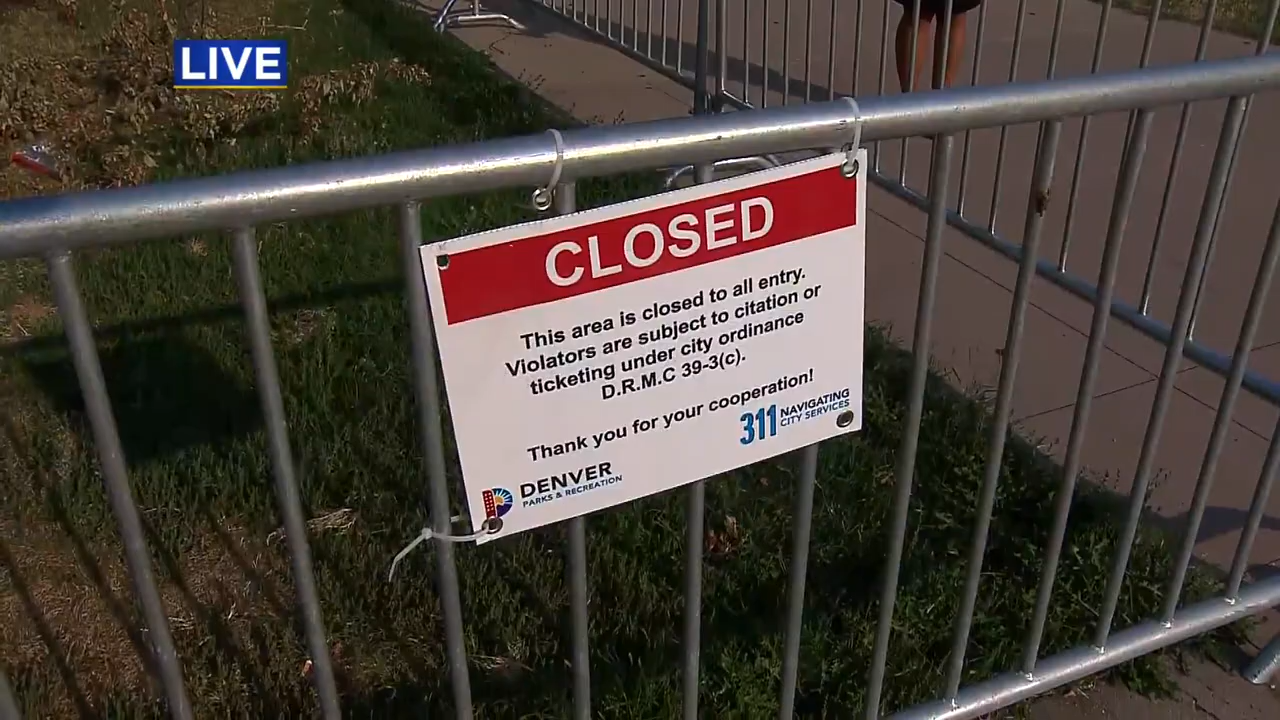 LIVE
CLOSED
This area is closed to all entry.
Violators are subject to citation or
ticketing under city ordinance
D.R.M.C 39-3(c).
Thank you for your cooperation!
311 NAVIGATING
CITY SERVICES
DENVER
PARKS & RECREATION